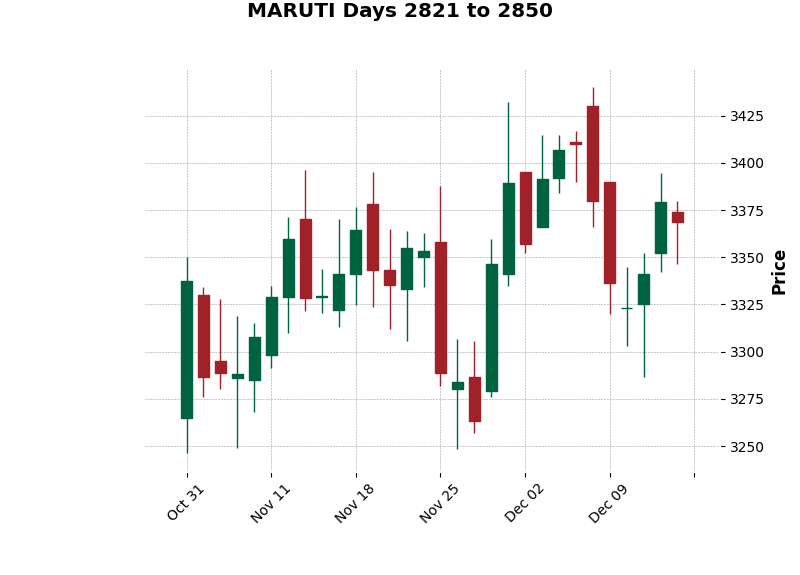 MARUTI Days 2821 to 2850
3425
3400
3375
3350
3325
3300
3275
3250
Price
Oct 31
Nov 11
Nov 18
Nov 25
Dec 02
Dec 09